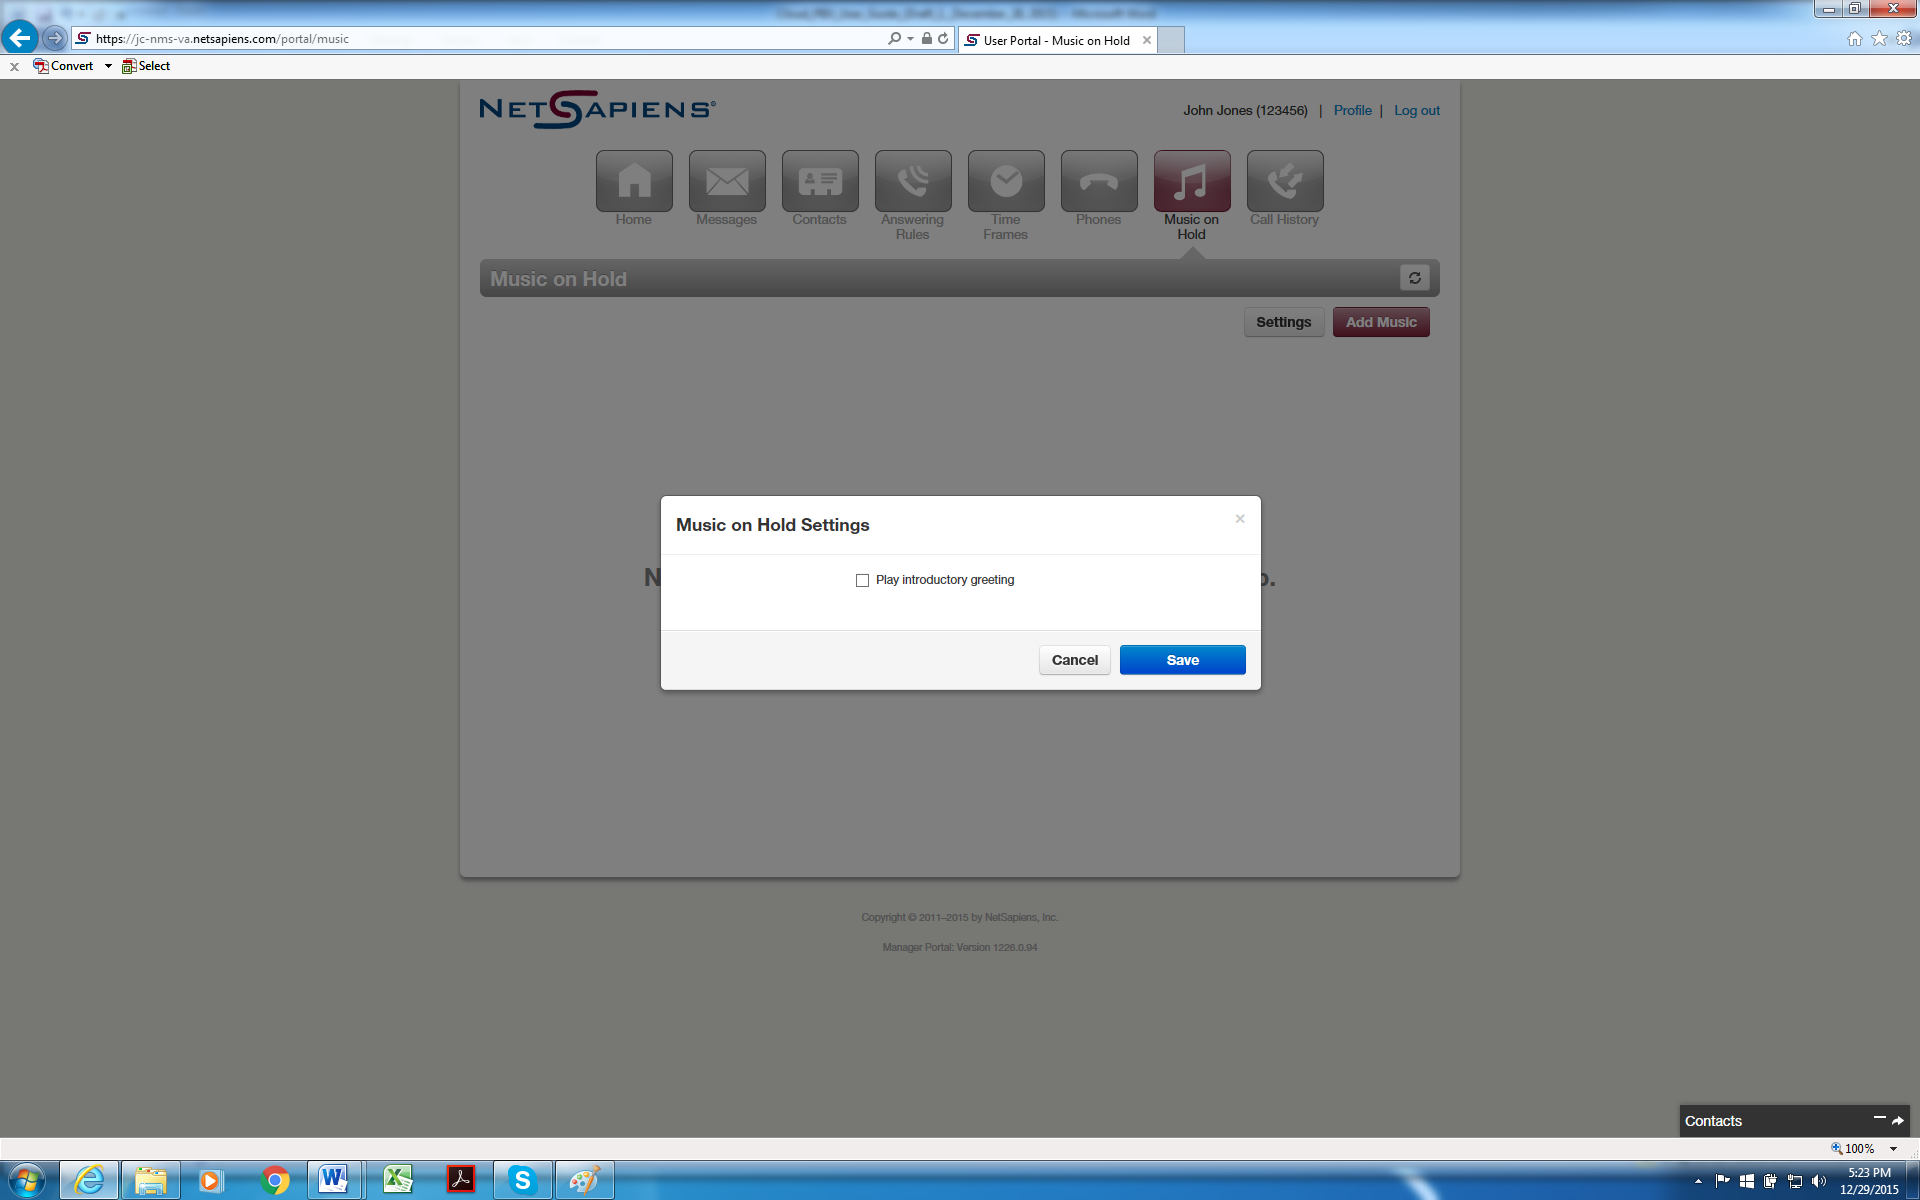 https://jc-nms-va.netsapiens.com/portal/music
User Portal - Music on Hold
x Convert Select
NETSAPIENS®
John Jones (123456) | Profile | Log out
Home
Messages
Contacts
Answering
Rules
Time
Frames
Phones
Music on
Hold
Call History
Music on Hold
Settings
Add Music
Music on Hold Settings
×
Play introductory greeting
Cancel
Save
Copyright © 2011–2015 by NetSapiens, Inc.
Manager Portal: Version 1226.0.94
Contacts
100%
5:23 PM
12/29/2015